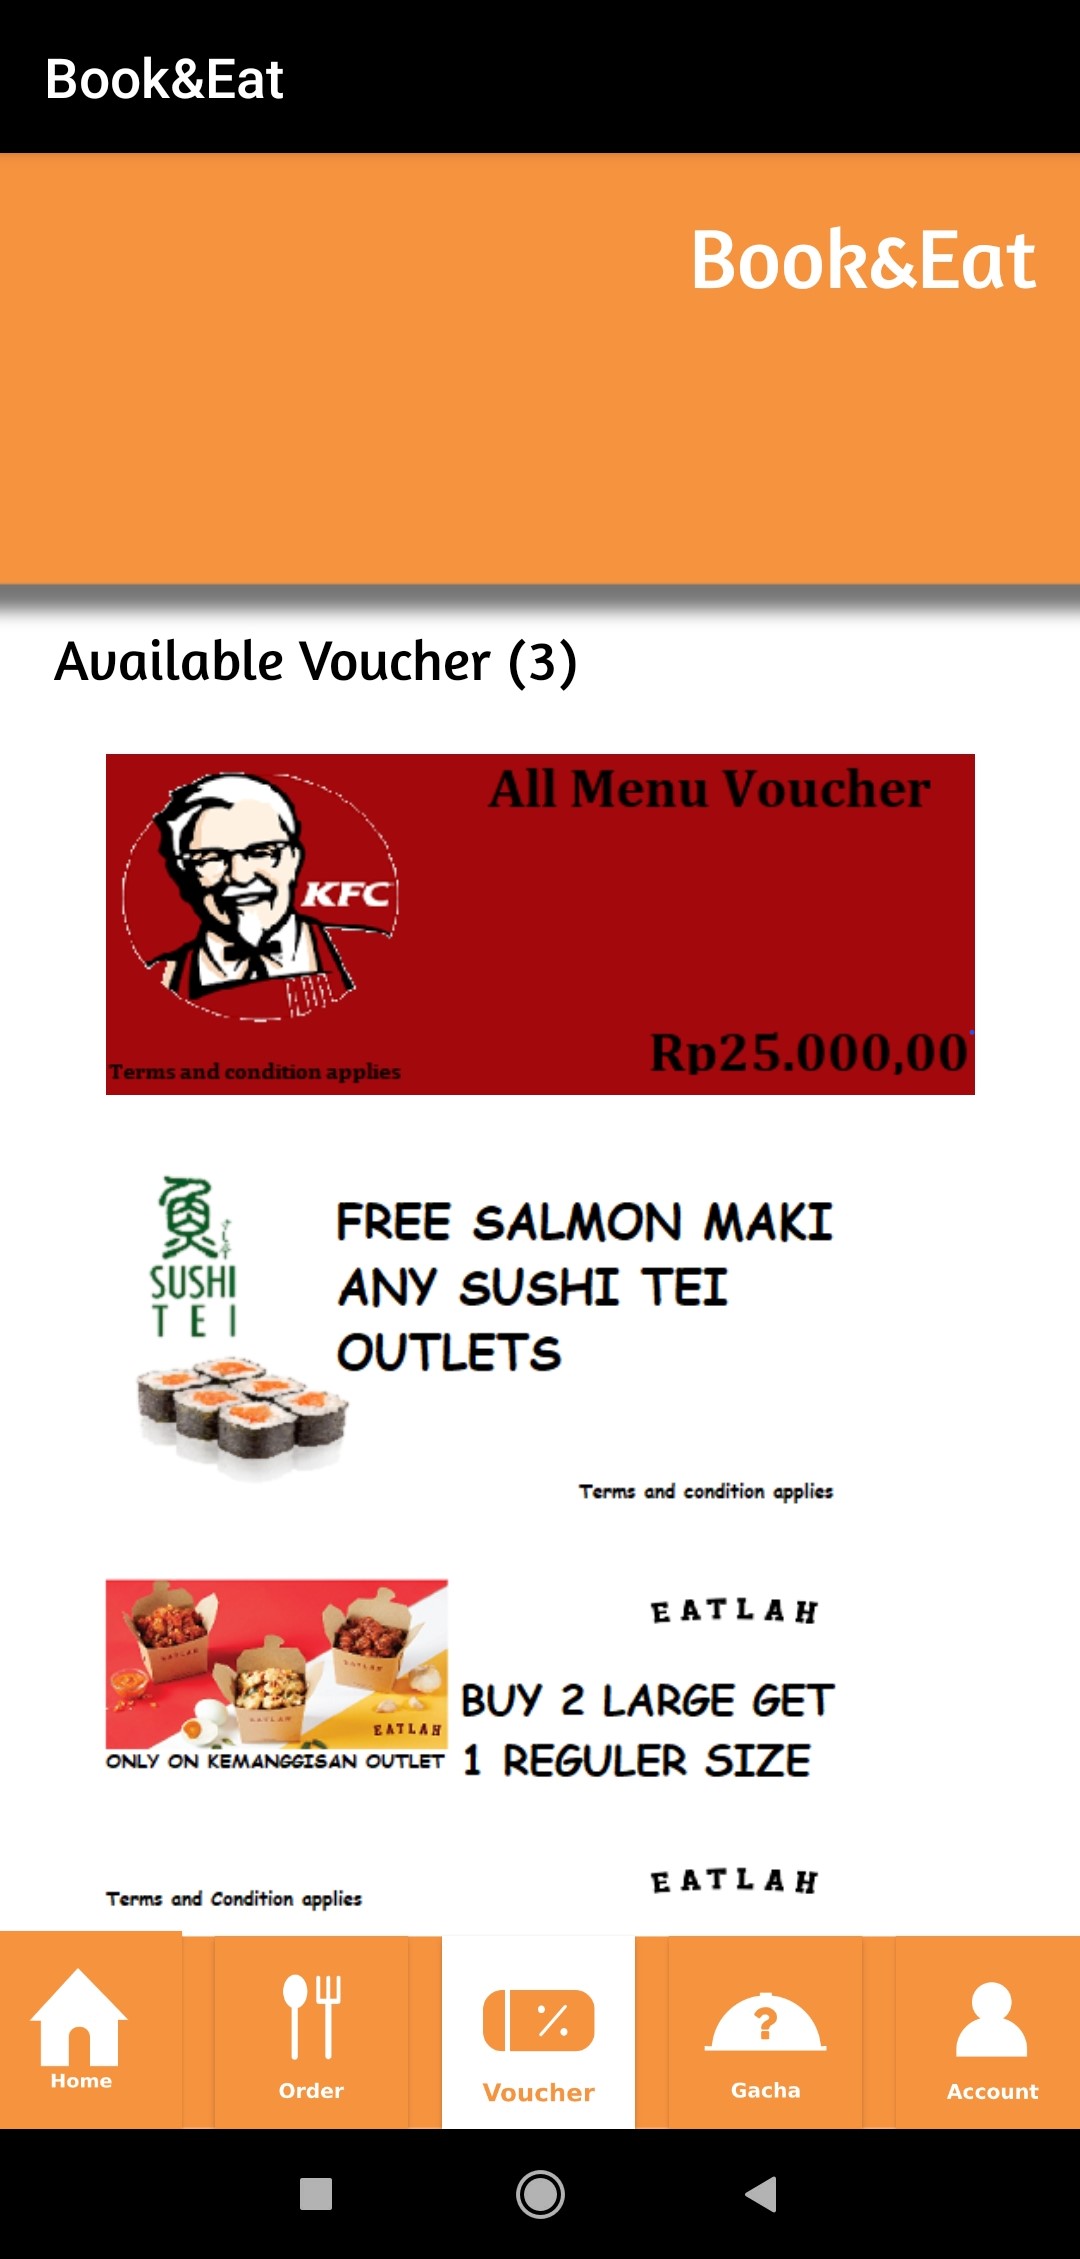 Book&Eat
Book&Eat
Available Voucher (3)
All Menu Voucher
KFC
Rp25.000,00
Terms and condition applies
SUSHI
TEI
FREE SALMON MAKI
ANY SUSHI TEI
OUTLETS
Terms and condition applies
EATLAH
EATLAH
BUY 2 LARGE GET
ONLY ON KEMANGGISAN OUTLET
1 REGULER SIZE
EATLAH
Terms and Condition applies
Home
Order
%
Voucher
?
Gacha
Account